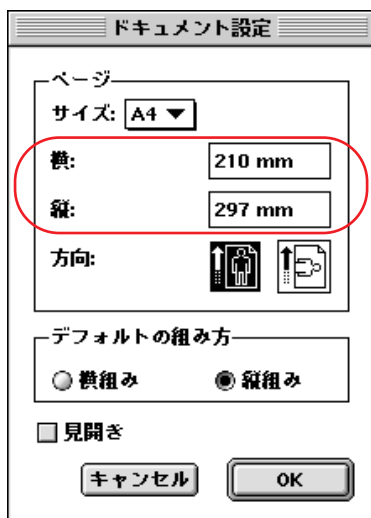 ドキュメント設定
ページ
サイズ: A4
横: 210 mm
縦: 297 mm
方向:
デフォルトの組み方
横組み 縦組み
見開き
キャンセル OK